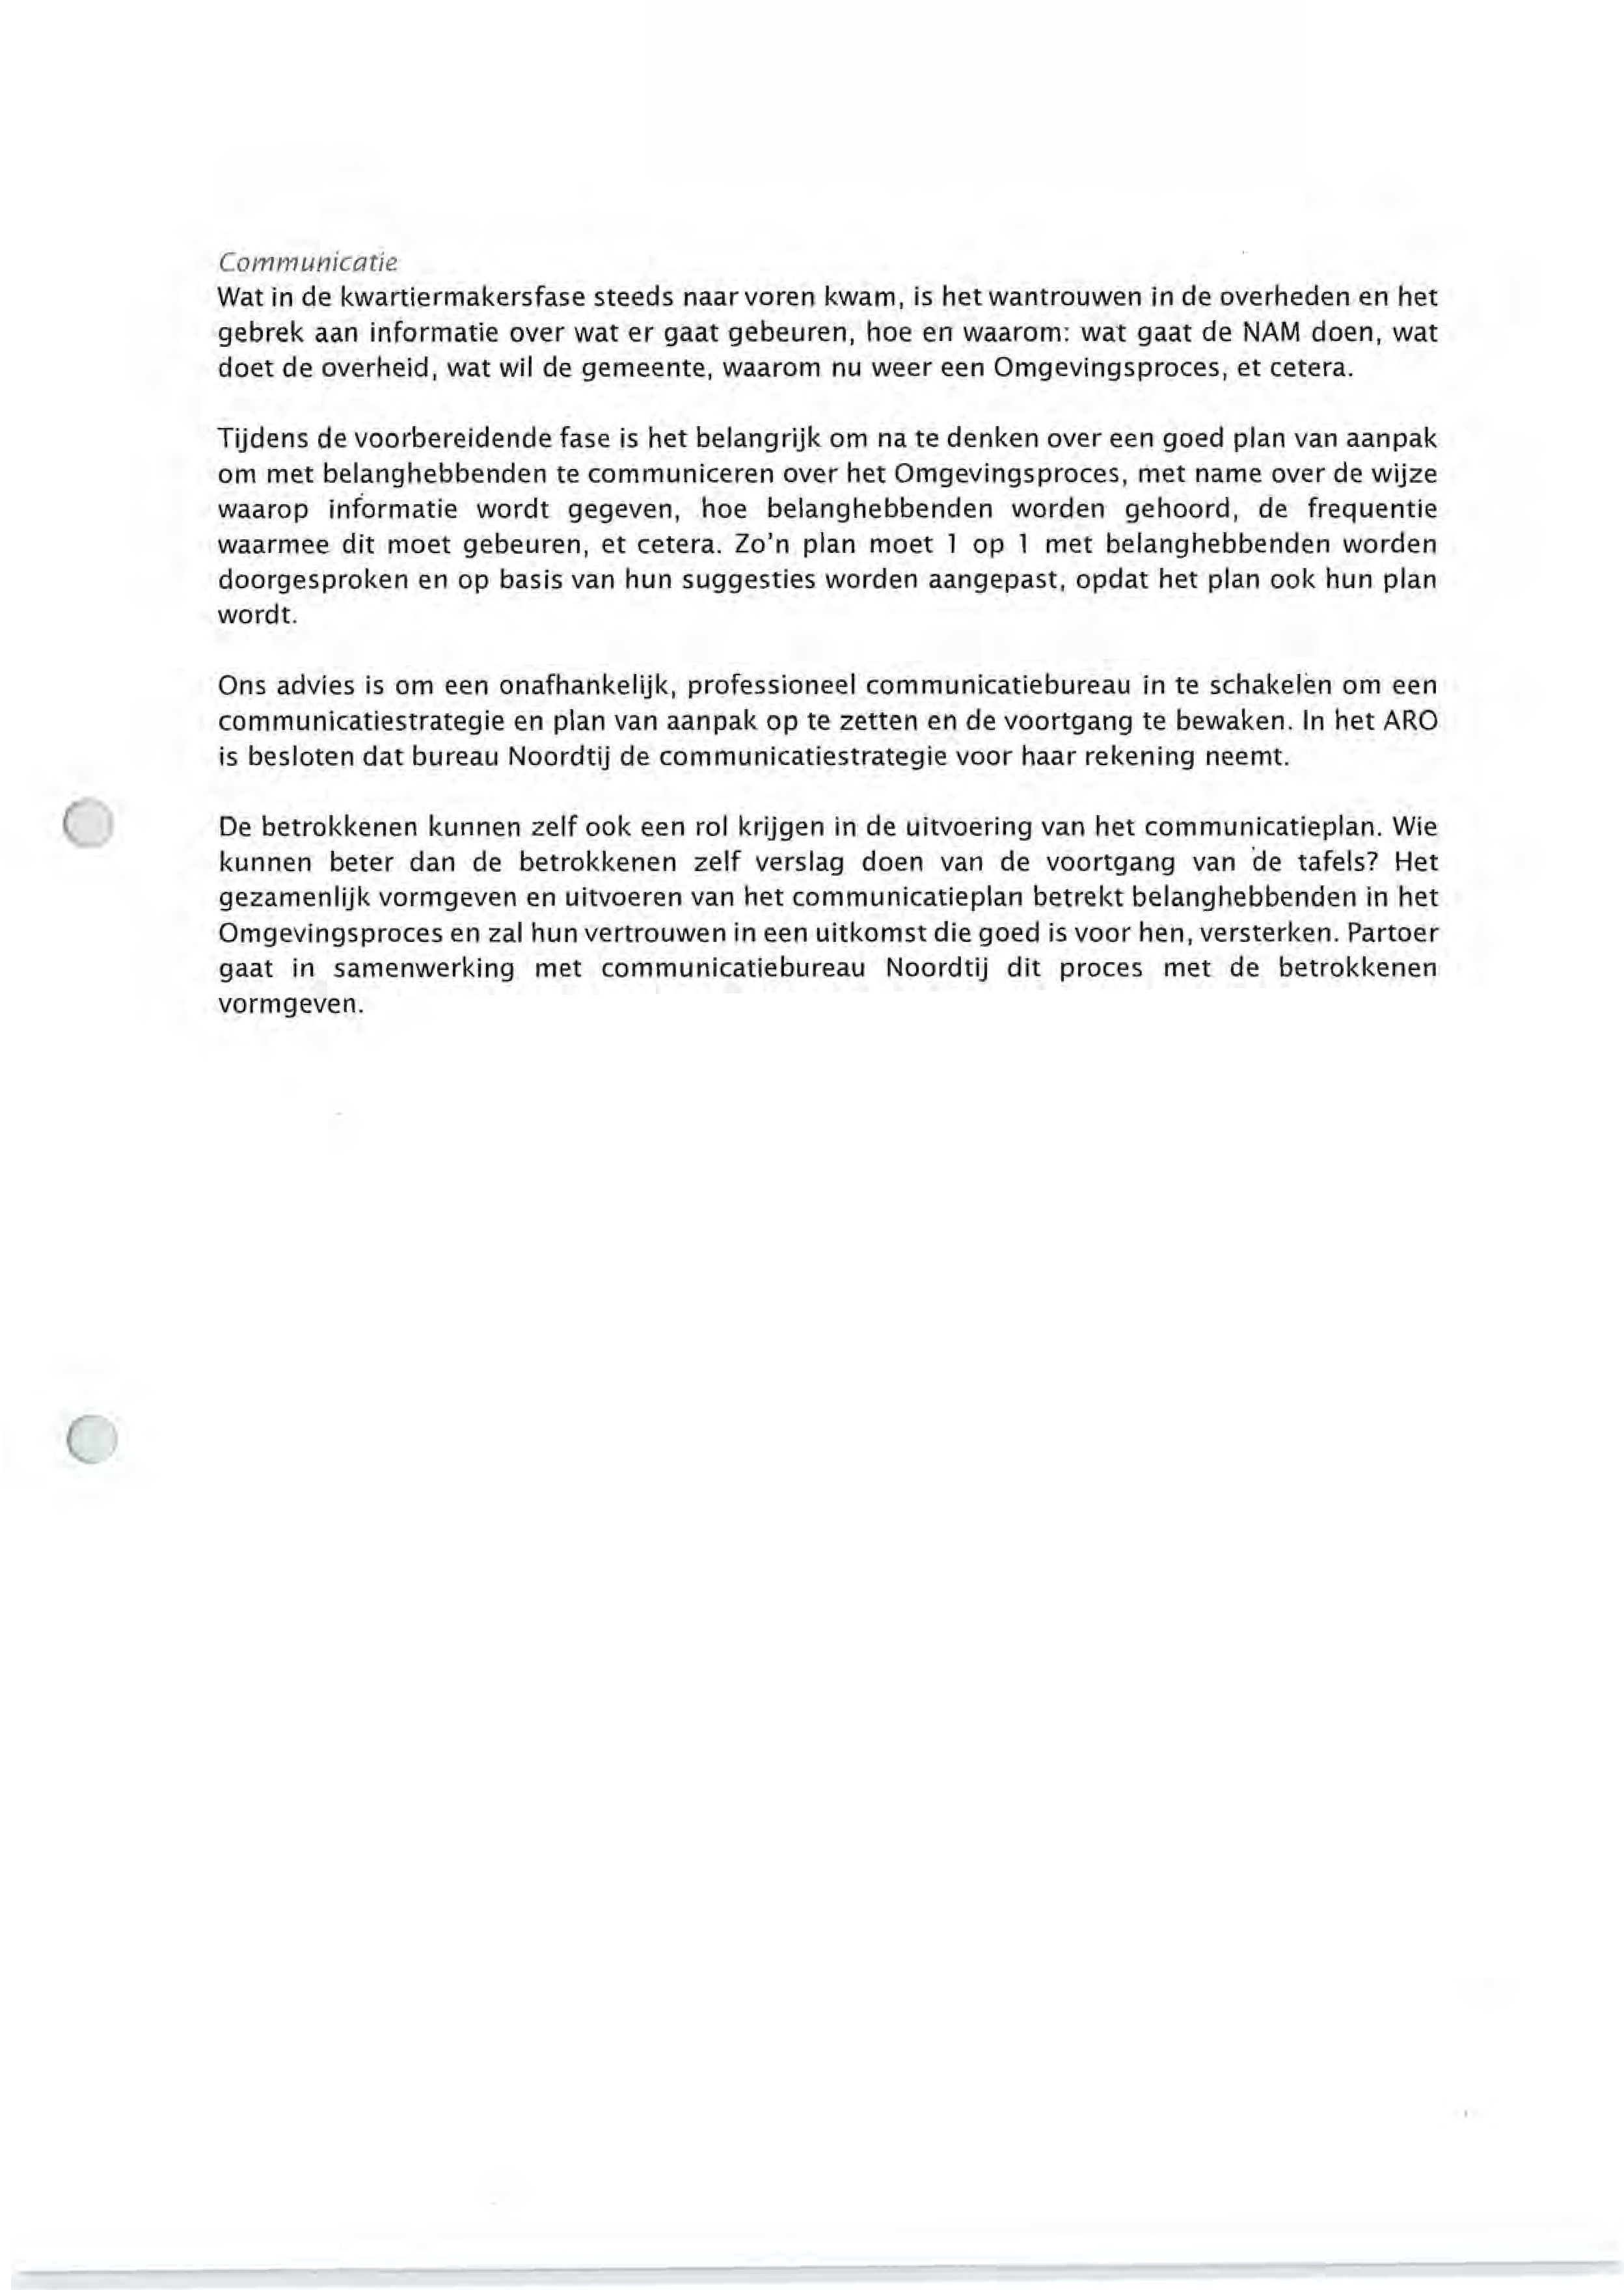 Communicatie
Wat in de kwartiermakersfase steeds naar voren kwam, is het wantrouwen in de overheden en het
gebrek aan informatie over wat er gaat gebeuren, hoe en waarom: wat gaat de NAM doen, wat
doet de overheid, wat wil de gemeente, waarom nu weer een Omgevingsproces, et cetera.
Tijdens de voorbereidende fase is het belangrijk om na te denken over een goed plan van aanpak
om met belanghebbenden te communiceren over het Omgevingsproces, met name over de wijze
waarop informatie wordt gegeven, hoe belanghebbenden worden gehoord, de frequentie
waarmee dit moet gebeuren, et cetera. Zo'n plan moet 1 op 1 met belanghebbenden worden
doorgesproken en op basis van hun suggesties worden aangepast, opdat het plan ook hun plan
wordt.
Ons advies is om een onafhankelijk, professioneel communicatiebureau in te schakelen om een
communicatiestrategie en plan van aanpak op te zetten en de voortgang te bewaken. In het ARO
is besloten dat bureau Noordtij de communicatiestrategie voor haar rekening neemt.
De betrokkenen kunnen zelf ook een rol krijgen in de uitvoering van het communicatieplan. Wie
kunnen beter dan de betrokkenen zelf verslag doen van de voortgang van de tafels? Het
gezamenlijk vormgeven en uitvoeren van het communicatieplan betrekt belanghebbenden in het
Omgevingsproces en zal hun vertrouwen in een uitkomst die goed is voor hen, versterken. Partoer
gaat in samenwerking met communicatiebureau Noordtij dit proces met de betrokkenen
vormgeven.